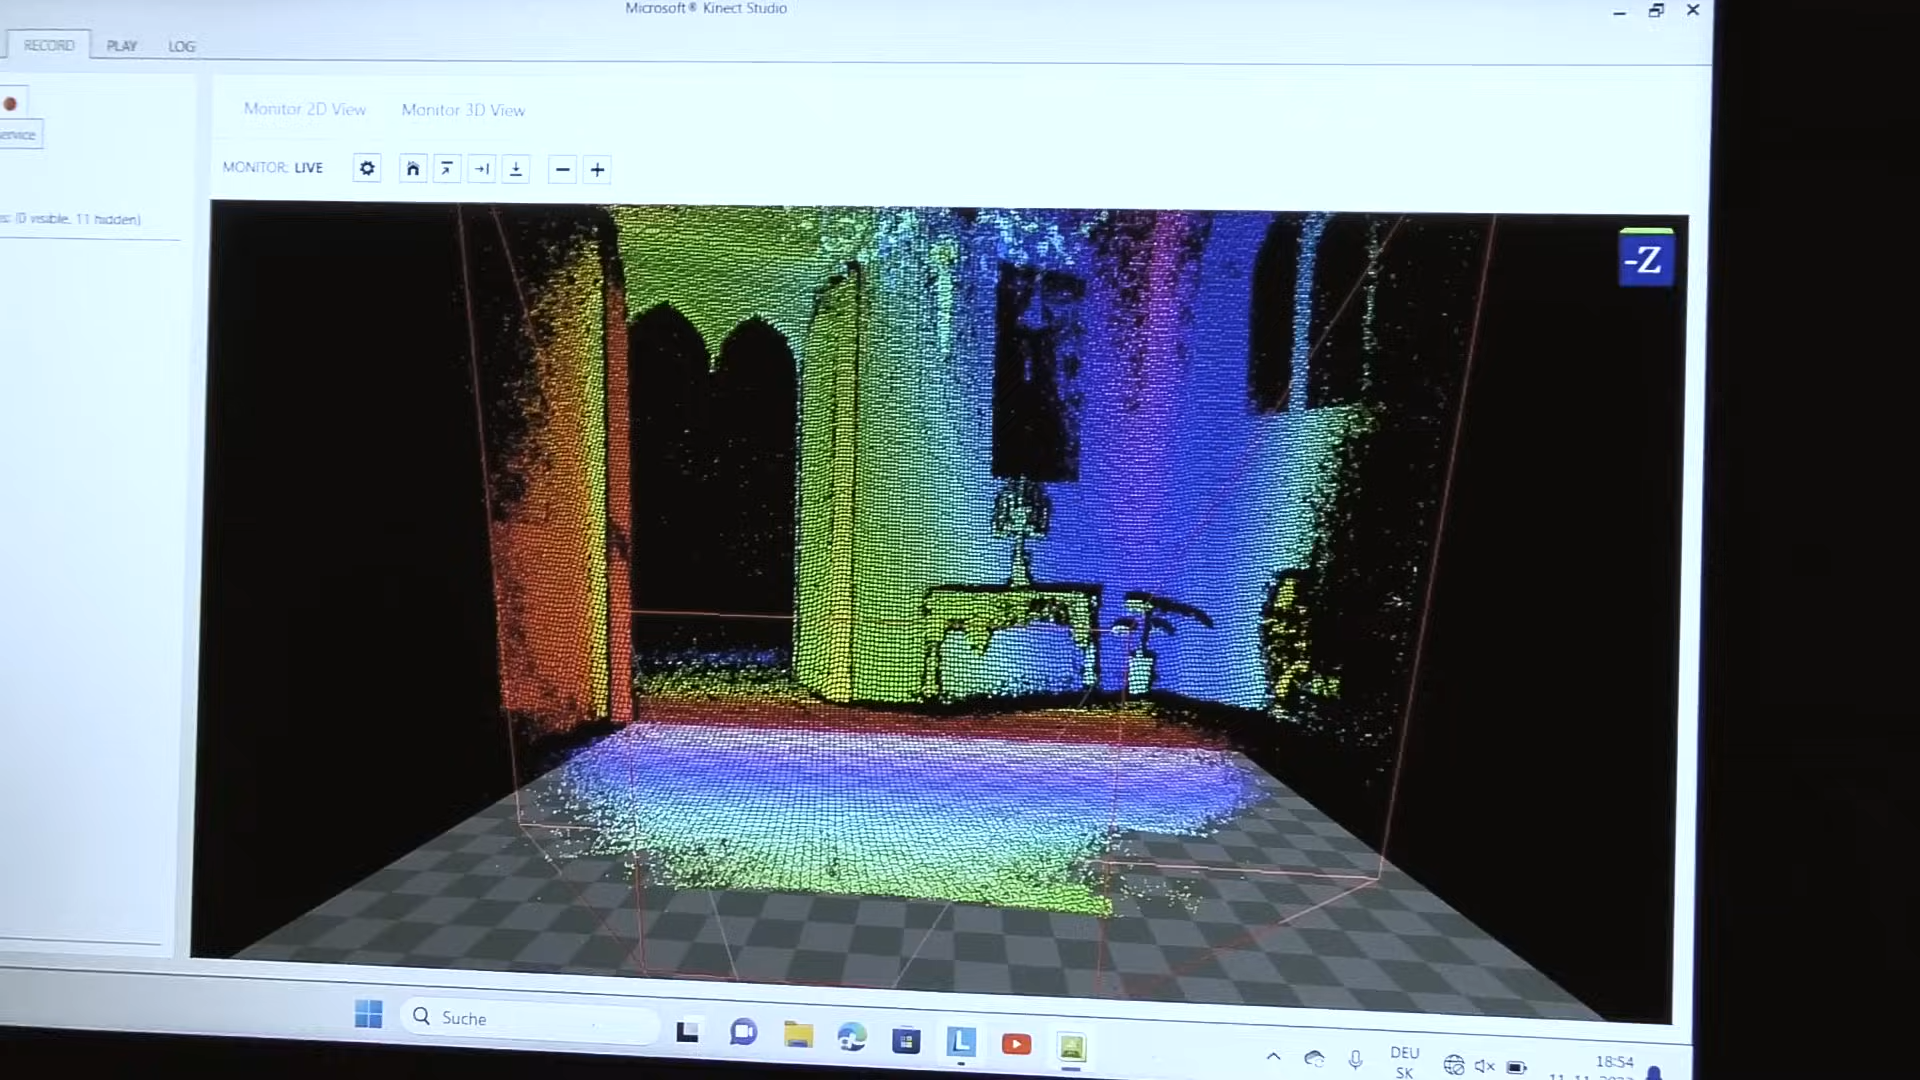 Microsoft® Kinect Studio
RECORD PLAY LOG
Monitor 2D View Monitor 3D View
ervice
MONITOR: LIVE
s: (0 visible, 11 hidden)
-Z
Suche
DEU
SK
18:54